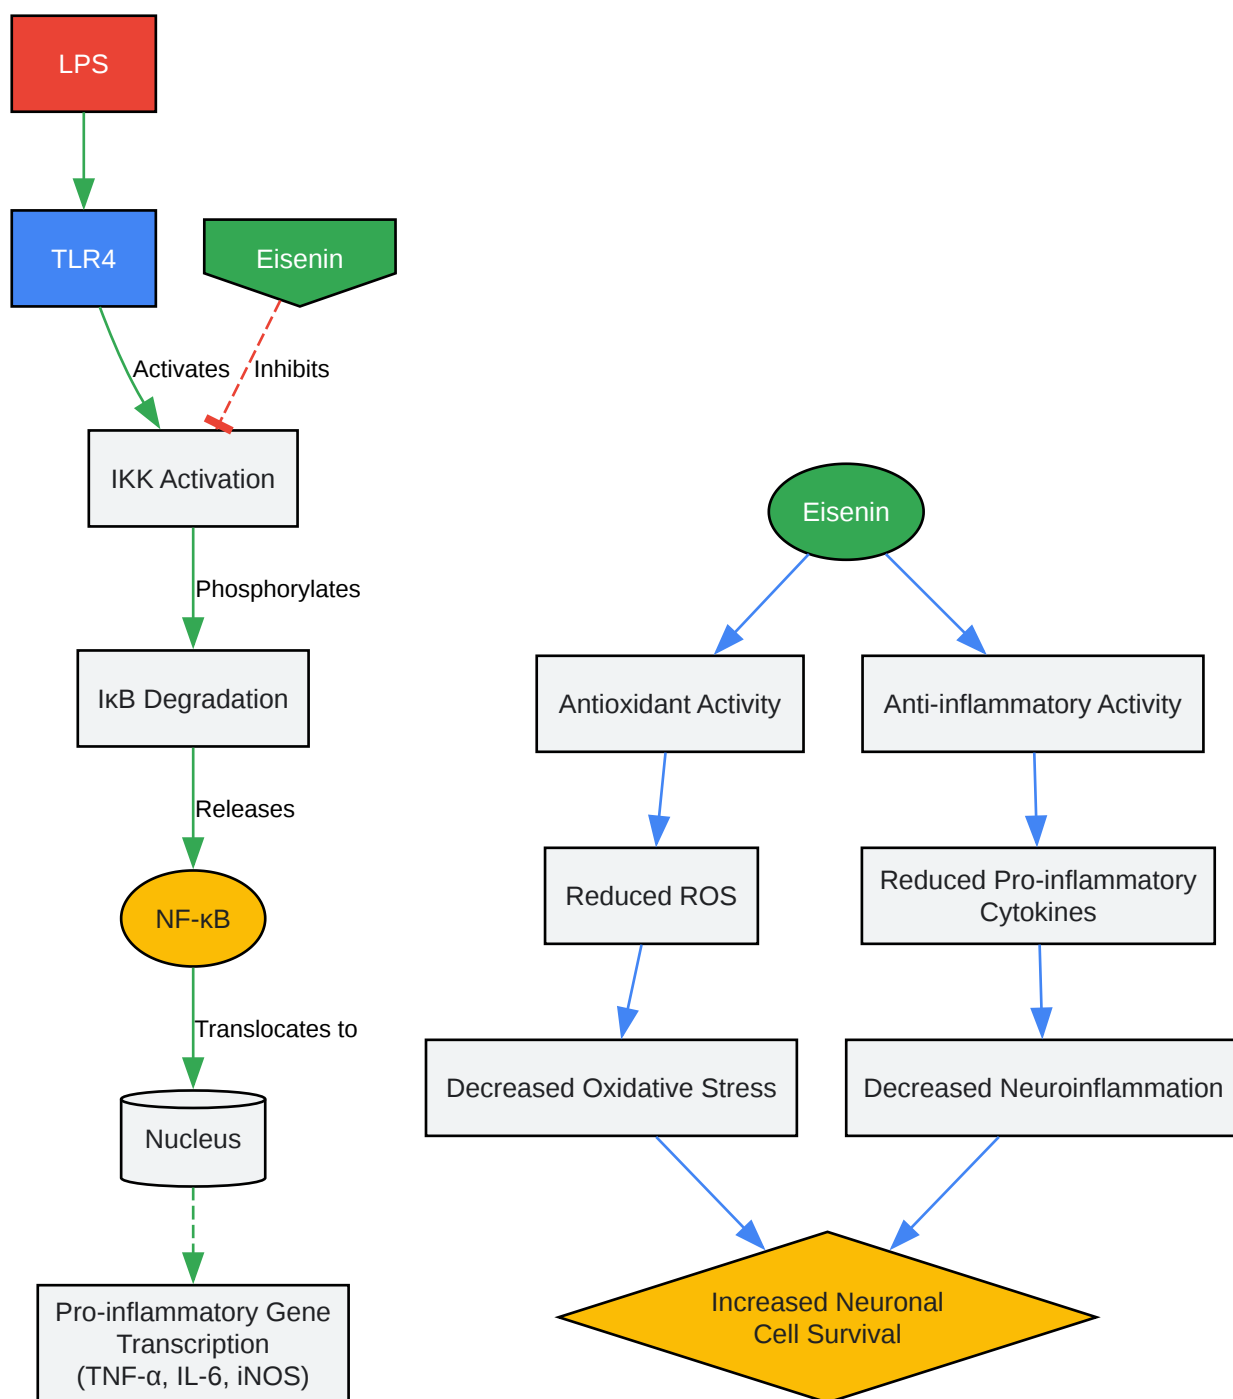 LPS
TLR4
Eisenin
Activates
Inhibits
IKK Activation
Phosphorylates
IκB Degradation
Releases
NF-κB
Translocates to
Nucleus
Pro-inflammatory Gene
Transcription
(TNF-α, IL-6, iNOS)
Eisenin
Antioxidant Activity
Anti-inflammatory Activity
Reduced ROS
Reduced Pro-inflammatory
Cytokines
Decreased Oxidative Stress
Decreased Neuroinflammation
Increased Neuronal
Cell Survival